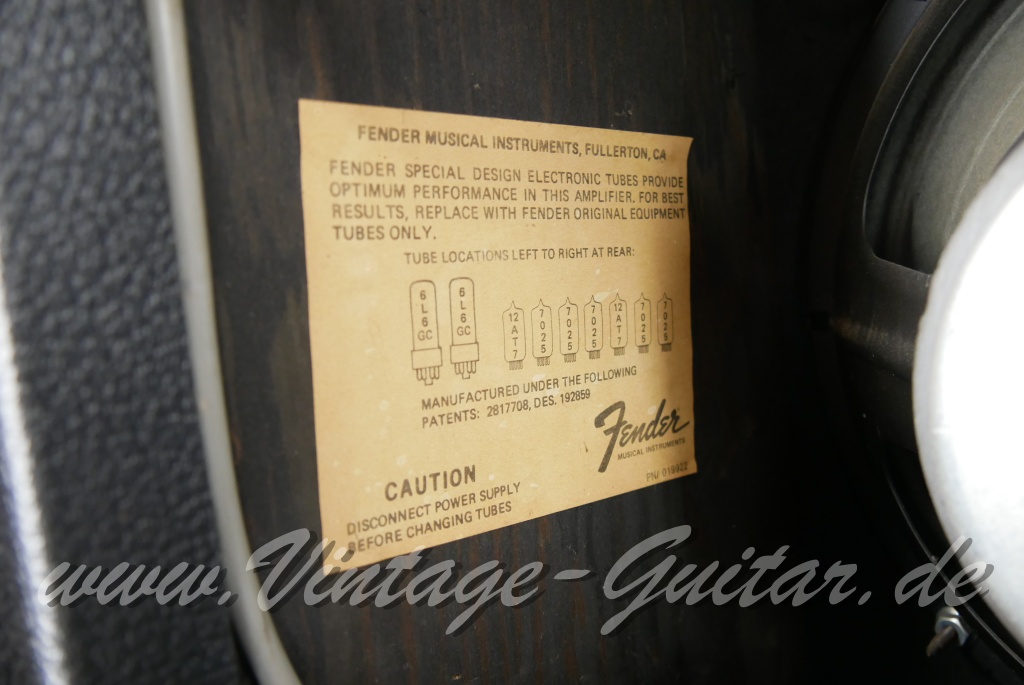 FENDER MUSICAL INSTRUMENTS, FULLERTON, CA
FENDER SPECIAL DESIGN ELECTRONIC TUBES PROVIDE
OPTIMUM PERFORMANCE IN THIS AMPLIFIER. FOR BEST
RESULTS, REPLACE WITH FENDER ORIGINAL EQUIPMENT
TUBES ONLY.
TUBE LOCATIONS LEFT TO RIGHT AT REAR:
6L6GC 6L6GC 12AT7 7025 7025 7025 12AT7 7025 7025
MANUFACTURED UNDER THE FOLLOWING
PATENTS: 2817708, DES. 192859
Fender
MUSICAL INSTRUMENTS
P№ 019922
CAUTION
DISCONNECT POWER SUPPLY
BEFORE CHANGING TUBES
www.Vintage-Guitar.de